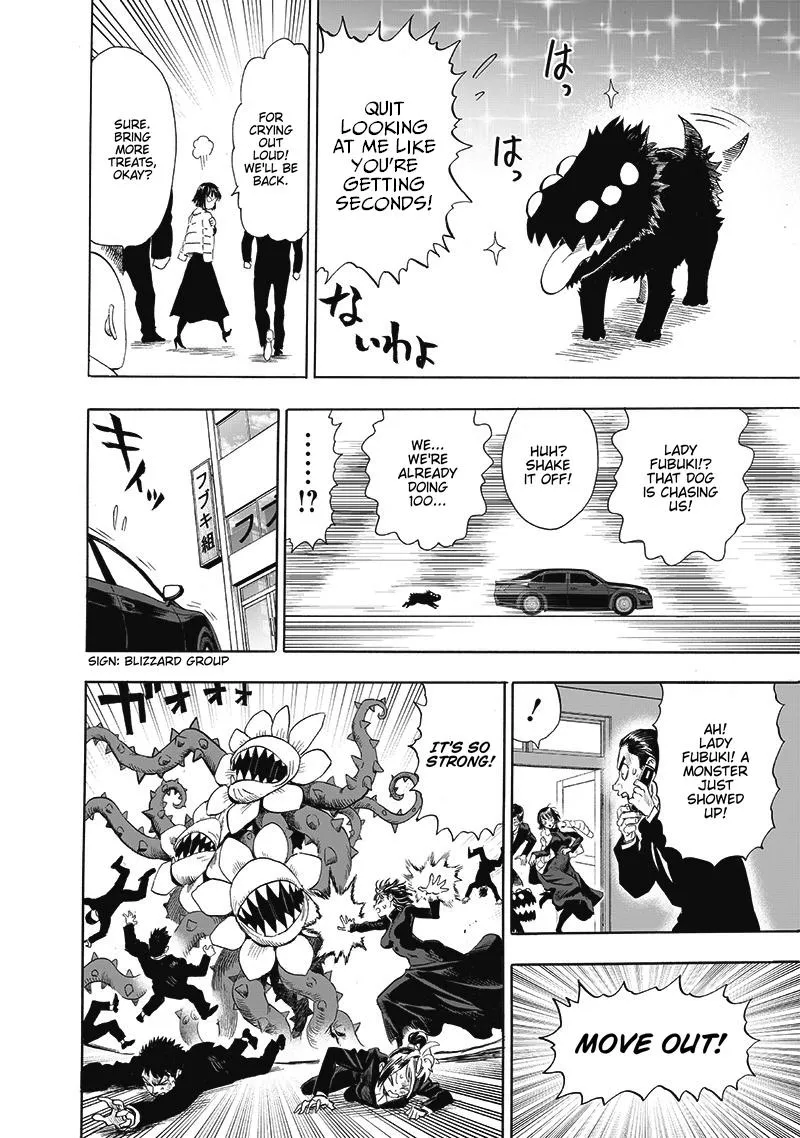 はっ
はっ
QUIT
LOOKING
AT ME LIKE
YOU'RE
GETTING
SECONDS!
ないわよ
FOR
CRYING
OUT
LOUD!
WE'LL BE
BACK.
SURE.
BRING
MORE
TREATS,
OKAY?
LADY
FUBUKI!?
THAT DOG
IS CHASING
US!
HUH?
SHAKE
IT OFF!
WE...
WE'RE
ALREADY
DOING
100...
......!?
キイッ
フブキ組
フブ
SIGN: BLIZZARD GROUP
AH!
LADY
FUBUKI! A
MONSTER
JUST
SHOWED
UP!
!
MOVE OUT!
IT'S SO
STRONG!
ガオオオ